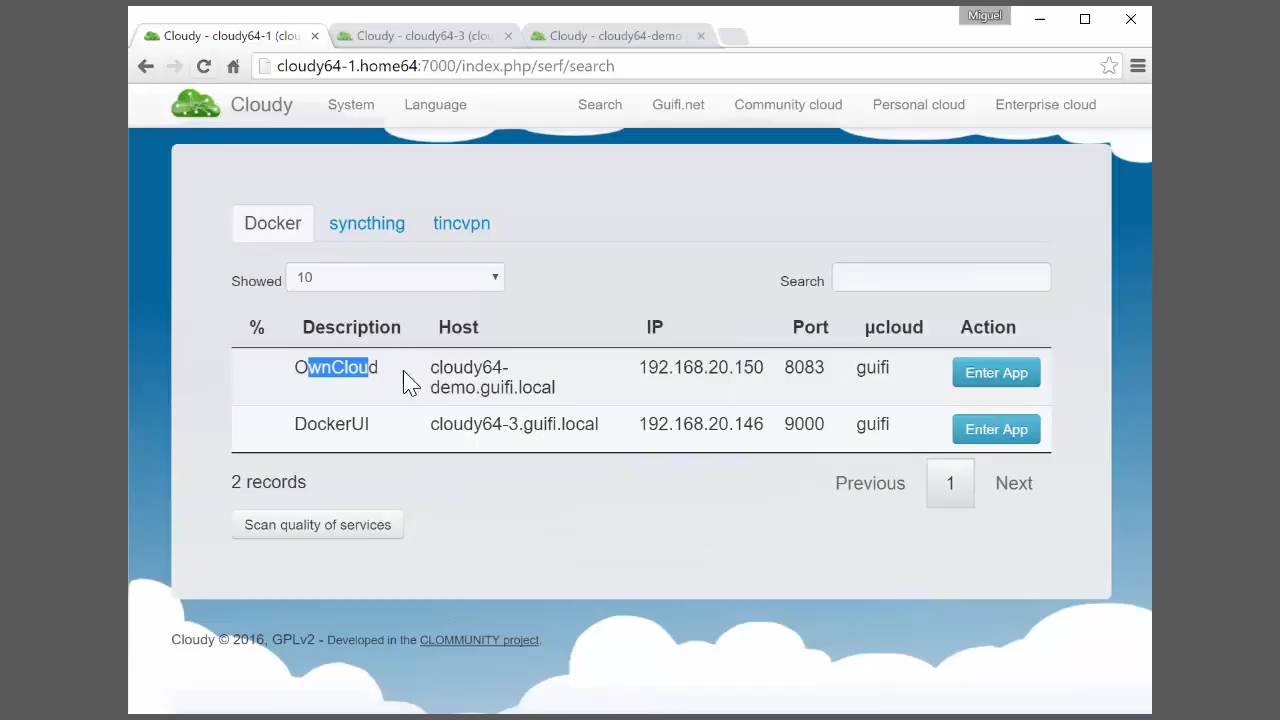 Miguel
Cloudy - cloudy64-1 (clou Cloudy - cloudy64-3 (clou Cloudy - cloudy64-demo
cloudy64-1.home64:7000/index.php/serf/search
Cloudy System Language Search Guifi.net Community cloud Personal cloud Enterprise cloud
Docker syncthing tincvpn
Showed 10 Search
% Description Host IP Port µcloud Action
OwnCloud cloudy64-demo.guifi.local 192.168.20.150 8083 guifi Enter App
DockerUI cloudy64-3.guifi.local 192.168.20.146 9000 guifi Enter App
2 records Previous 1 Next
Scan quality of services
Cloudy © 2016, GPLv2 - Developed in the CLOMMUNITY project.